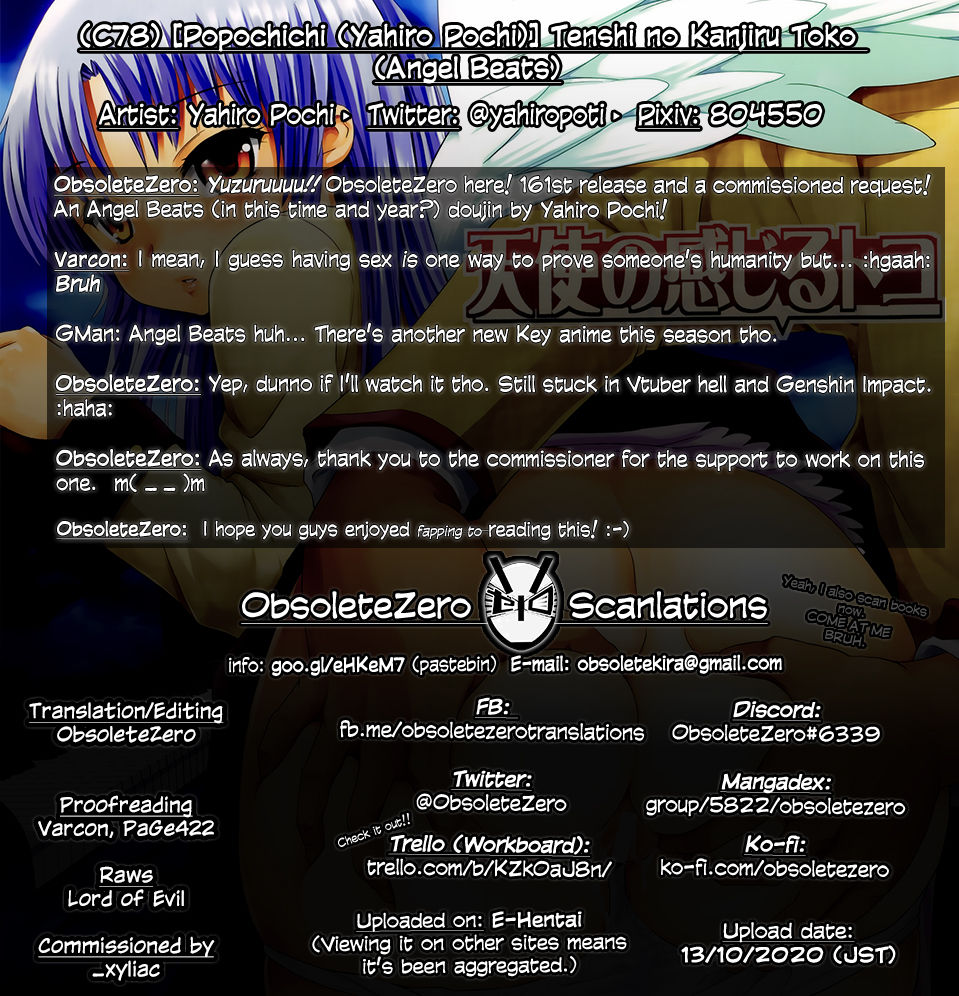 (C78) [Popochichi (Yahiro Pochi)] Tenshi no Kanjiru Toko
(Angel Beats)
Artist: Yahiro Pochi ▸ Twitter: @yahiropoti ▸ Pixiv: 804550
ObsoleteZero: Yuzuruuuu!! ObsoleteZero here! 161st release and a commissioned request!
An Angel Beats (in this time and year?) doujin by Yahiro Pochi!
天使の感じるトコ
Varcon: I mean, I guess having sex is one way to prove someone's humanity but... :hgaah:
Bruh
GMan: Angel Beats huh... There's another new Key anime this season tho.
ObsoleteZero: Yep, dunno if I'll watch it tho. Still stuck in Vtuber hell and Genshin Impact.
:haha:
ObsoleteZero: As always, thank you to the commissioner for the support to work on this
one. m( _ _ )m
ObsoleteZero: I hope you guys enjoyed fapping to reading this! :-)
ObsoleteZero Scanlations
Yeah, I also scan books
now.
COME AT ME
BRUH.
info: goo.gl/eHKeM7 (pastebin) E-mail: obsoletekira@gmail.com
Translation/Editing
ObsoleteZero
FB:
fb.me/obsoletezerotranslations
Discord:
ObsoleteZero#6339
Proofreading
Varcon, PaGe422
Twitter:
@ObsoleteZero
Mangadex:
group/5822/obsoletezero
Check it out!!
Trello (Workboard):
trello.com/b/KZkOaJ8n/
Ko-fi:
ko-fi.com/obsoletezero
Raws
Lord of Evil
Commissioned by
_xyliac
Uploaded on: E-Hentai
(Viewing it on other sites means
it's been aggregated.)
Upload date:
13/10/2020 (JST)